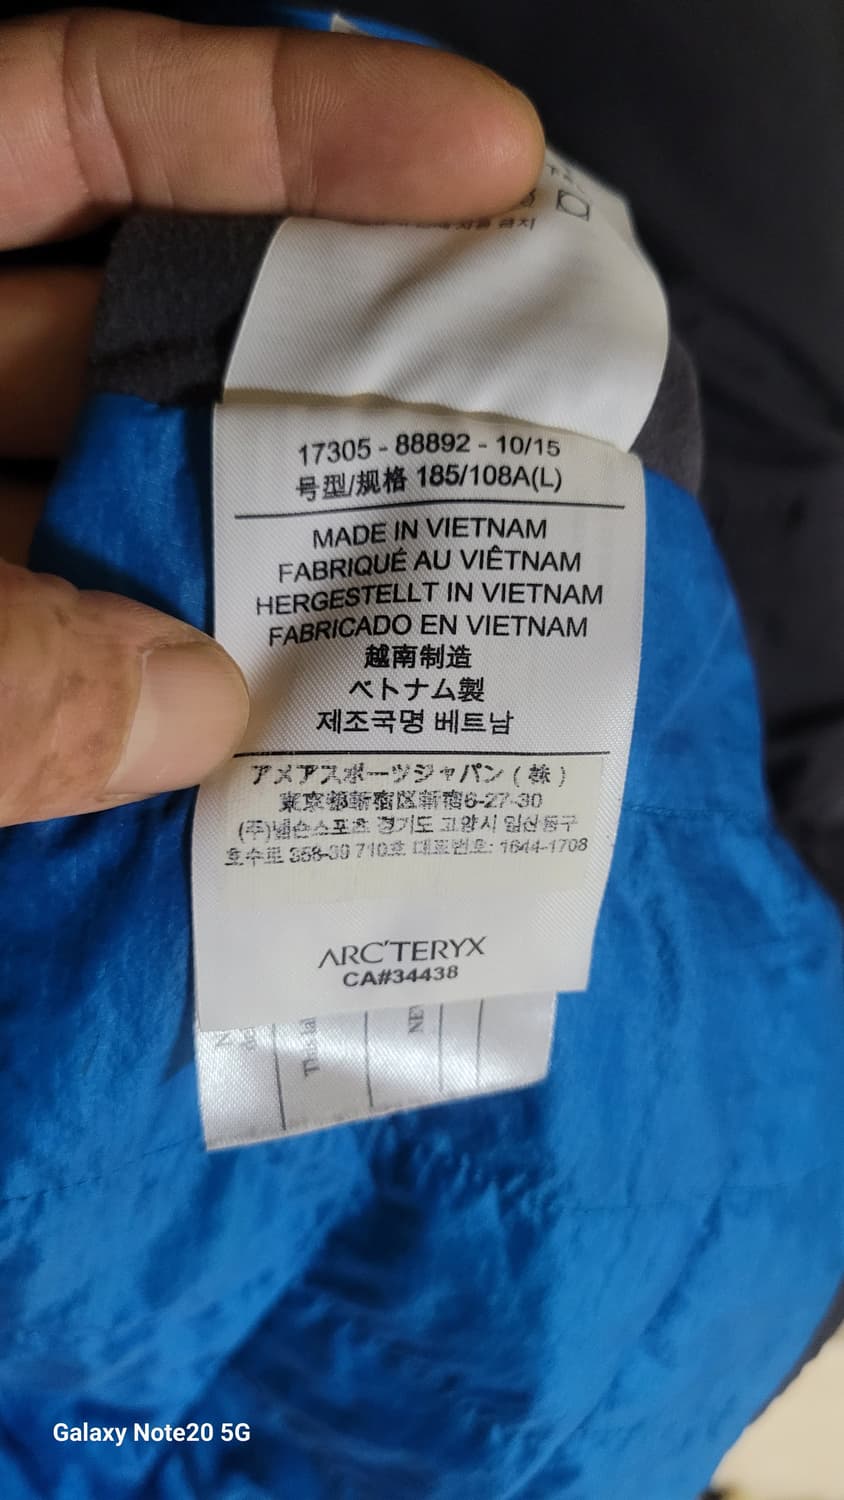 17305 - 88892 - 10/15
号型/规格 185/108A(L)
MADE IN VIETNAM
FABRIQUÉ AU VIÊTNAM
HERGESTELLT IN VIETNAM
FABRICADO EN VIETNAM
越南制造
ベトナム製
제조국명 베트남
アメアスポーツジャパン ( 株 )
東京都新宿区新宿6-27-30
(주)넬슨스포츠 경기도 고양시 일산동구
호수로 358-39 710호 대표번호: 1644-1708
ARC'TERYX
CA#34438
This
Galaxy Note20 5G